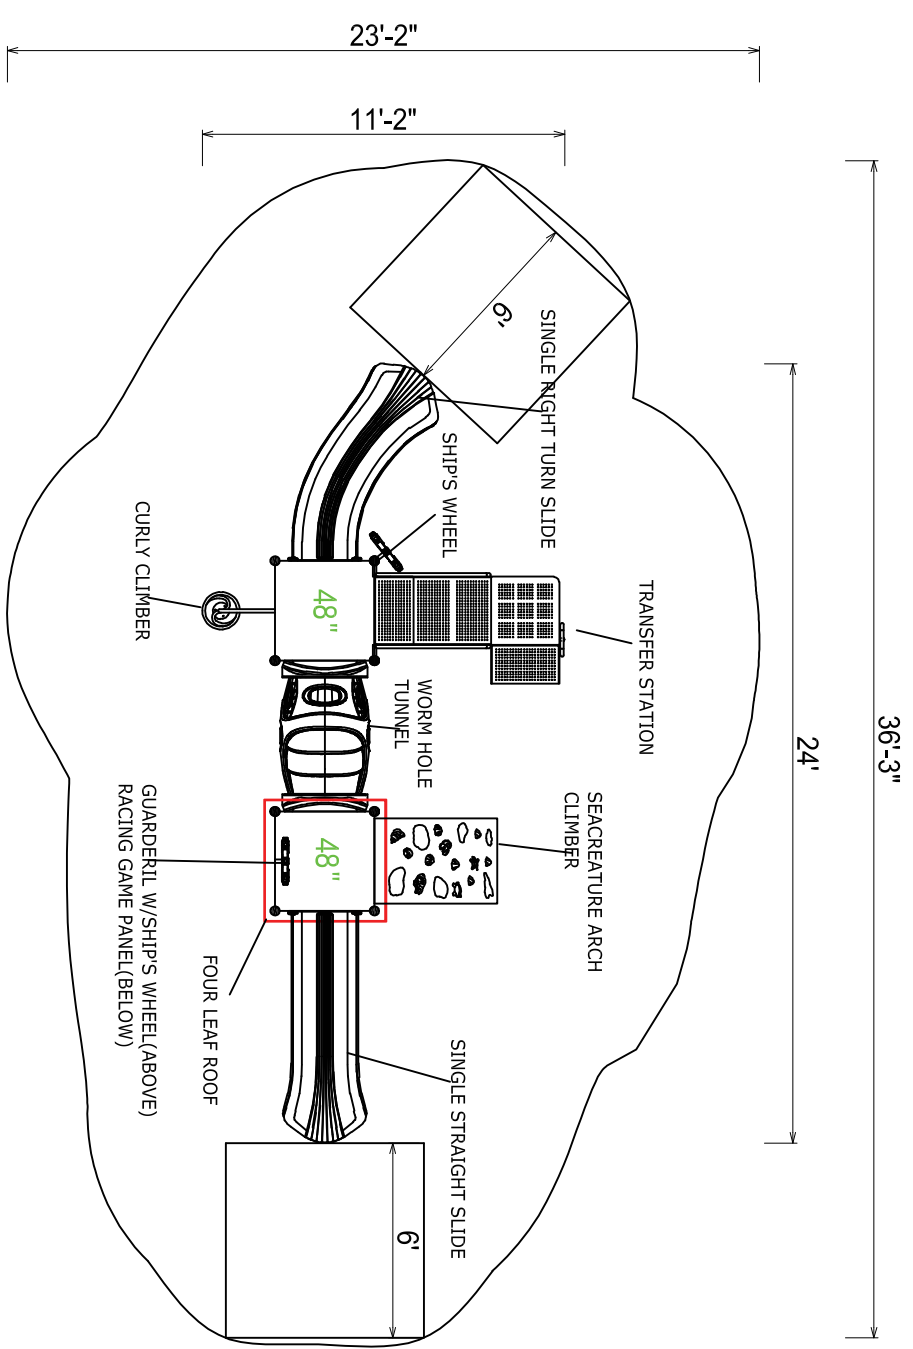 23'-2"
11'-2"
36'-3"
24'
6'
SINGLE RIGHT TURN SLIDE
SHIP'S WHEEL
CURLY CLIMBER
TRANSFER STATION
48"
WORM HOLE
TUNNEL
SEACREATURE ARCH
CLIMBER
48"
GUARDERIL W/SHIP'S WHEEL(ABOVE)
RACING GAME PANEL(BELOW)
FOUR LEAF ROOF
SINGLE STRAIGHT SLIDE
6'